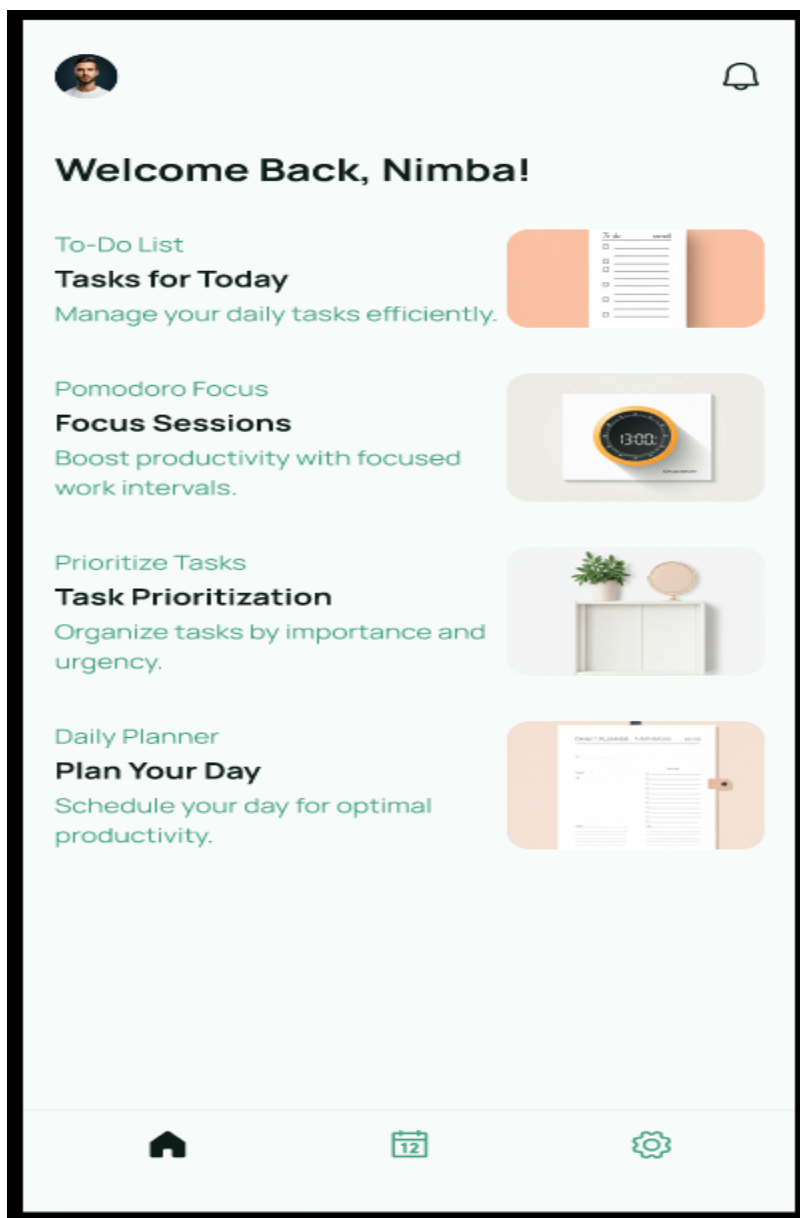 Welcome Back, Nimba!
To-Do List
Tasks for Today
Manage your daily tasks efficiently.
Pomodoro Focus
Focus Sessions
Boost productivity with focused
work intervals.
13:00:
Prioritize Tasks
Task Prioritization
Organize tasks by importance and
urgency.
Daily Planner
Plan Your Day
Schedule your day for optimal
productivity.
12